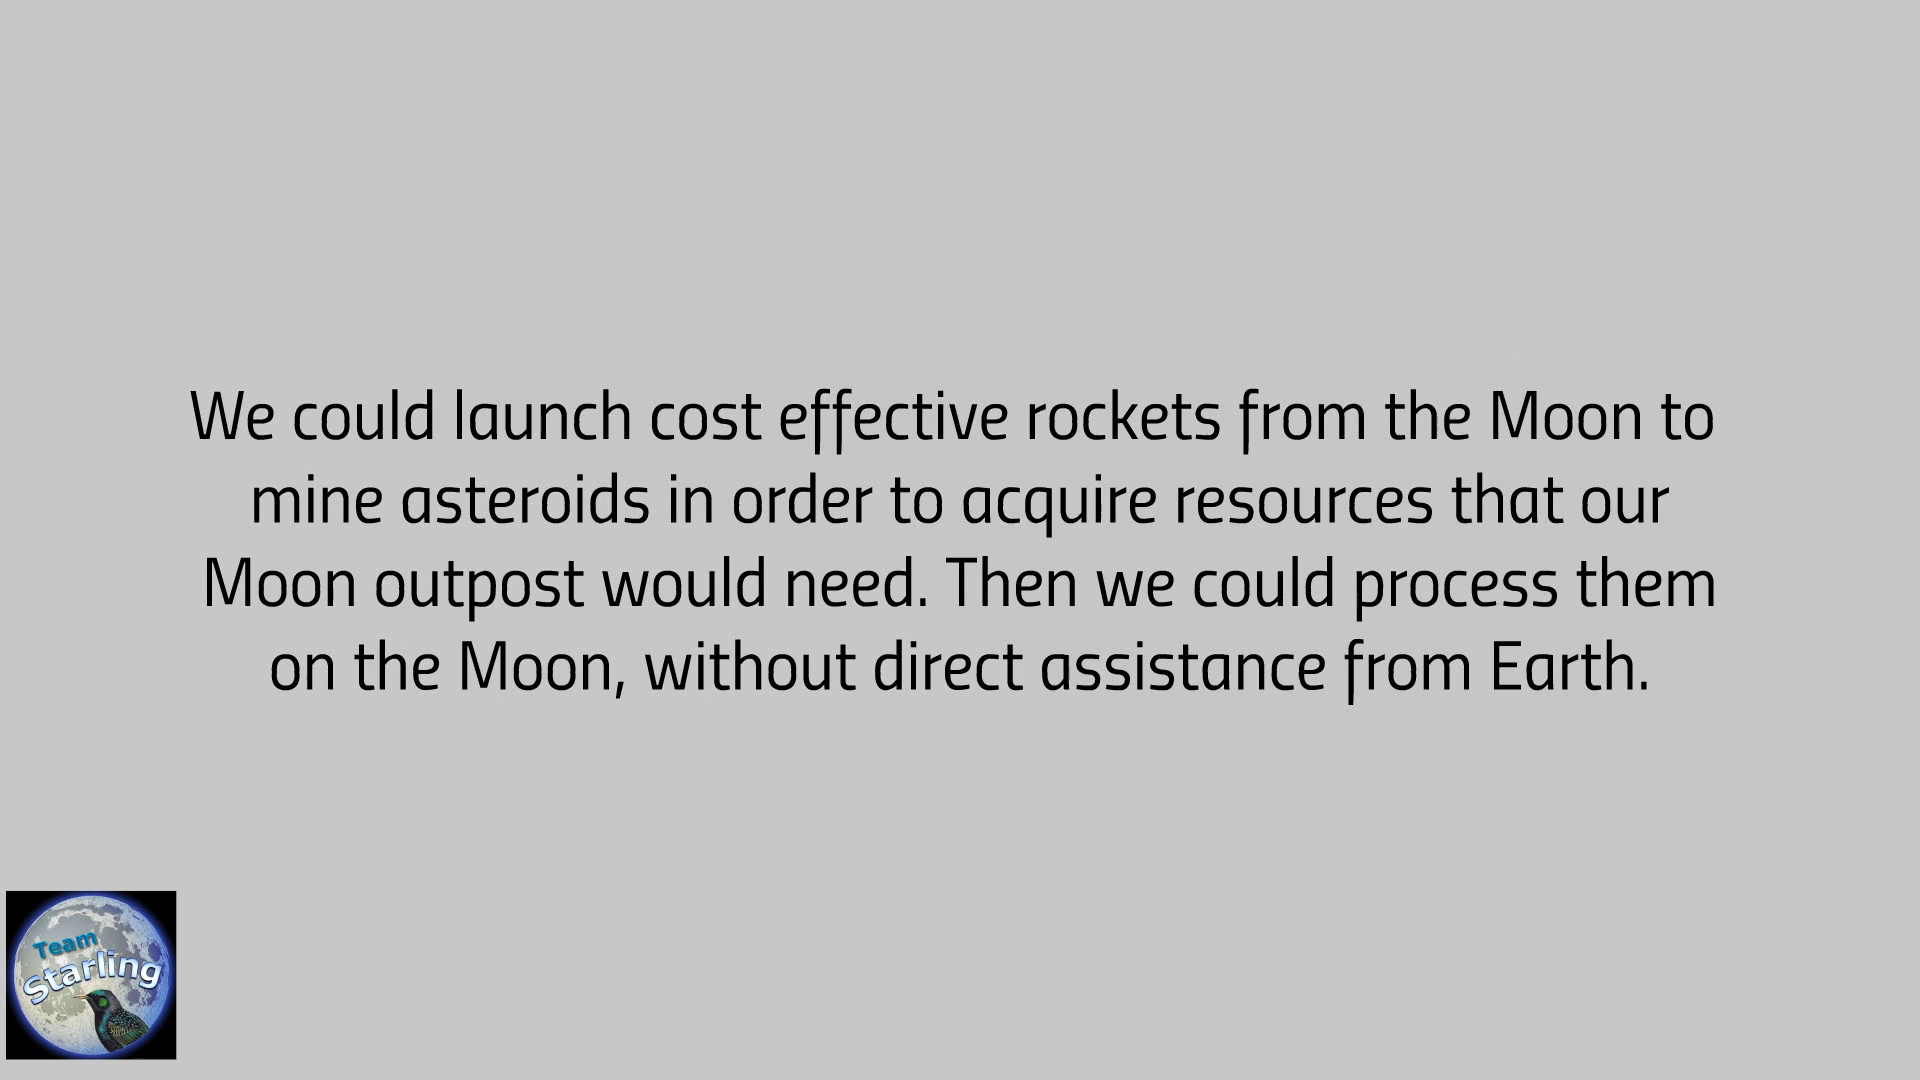 We could launch cost effective rockets from the Moon to
mine asteroids in order to acquire resources that our
Moon outpost would need. Then we could process them
on the Moon, without direct assistance from Earth.
Team
Starling